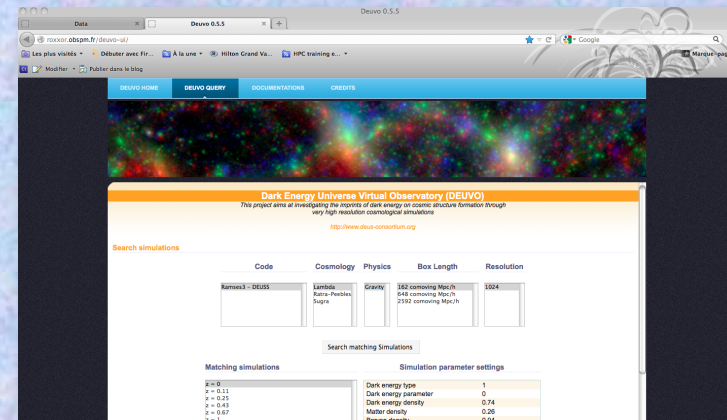 Deuvo 0.5.5
Data × Deuvo 0.5.5 × +
roxxor.obspm.fr/deuvo-ui/ Google
Les plus visités ▾ Débuter avec Fir... À la une ▾ Hilton Grand Va... HPC training e... ▾ Marque-pag
Modifier ▾ Publier dans le blog
DEUVO HOME DEUVO QUERY DOCUMENTATIONS CREDITS
Dark Energy Universe Virtual Observatory (DEUVO)
This project aims at investigating the imprints of dark energy on cosmic structure formation through
very high resolution cosmological simulations
http://www.deus-consortium.org
Search simulations
Code Cosmology Physics Box Length Resolution
Ramses3 - DEUSS Lambda Gravity 162 comoving Mpc/h 1024
Ratra-Peebles 648 comoving Mpc/h
Sugra 2592 comoving Mpc/h
Search matching Simulations
Matching simulations Simulation parameter settings
z = 0 Dark energy type 1
z = 0.11 Dark energy parameter 0
z = 0.25 Dark energy density 0.74
z = 0.43 Matter density 0.26
z = 0.67